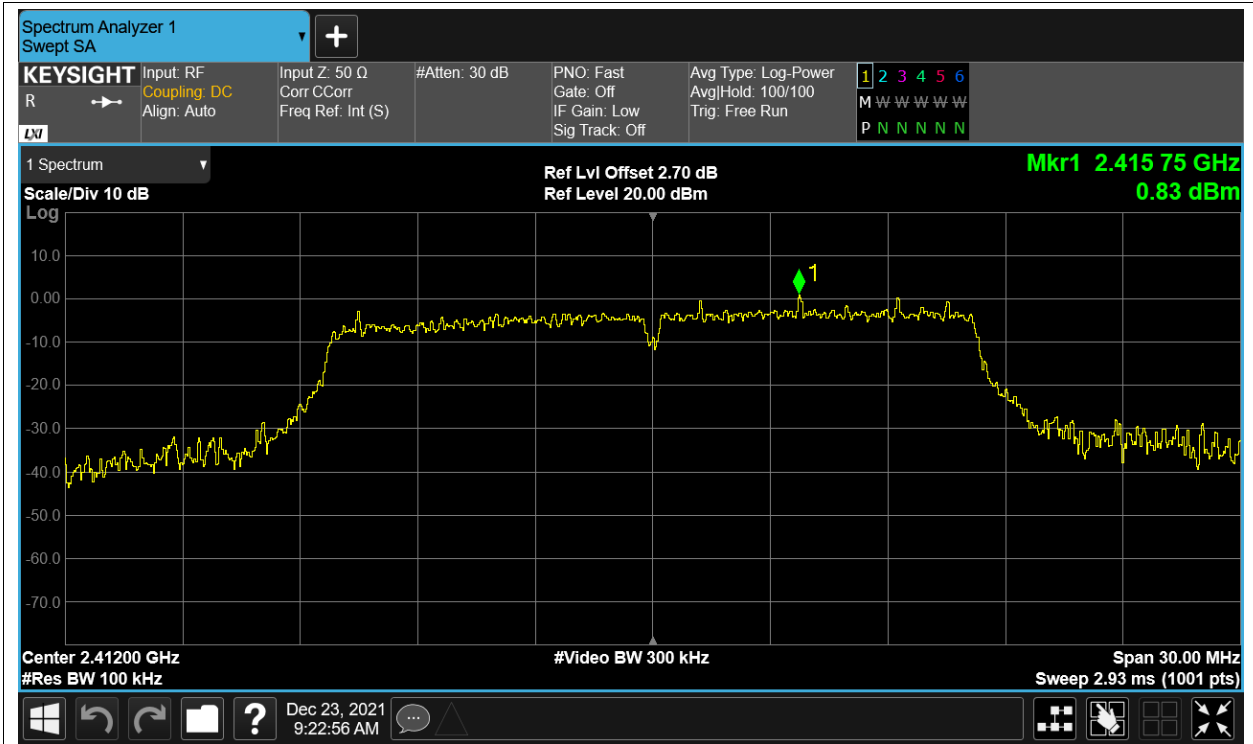 Spectrum Analyzer 1
Swept SA
KEYSIGHT
R
LXI
Input: RF
Coupling: DC
Align: Auto
Input Z: 50 Ω
Corr CCorr
Freq Ref: Int (S)
#Atten: 30 dB
PNO: Fast
Gate: Off
IF Gain: Low
Sig Track: Off
Avg Type: Log-Power
Avg|Hold: 100/100
Trig: Free Run
1 2 3 4 5 6
M W W W W W
P N N N N N
1 Spectrum
Scale/Div 10 dB
Log
Ref Lvl Offset 2.70 dB
Ref Level 20.00 dBm
Mkr1 2.415 75 GHz
0.83 dBm
10.0
1
0.00
-10.0
-20.0
-30.0
-40.0
-50.0
-60.0
-70.0
Center 2.41200 GHz
#Res BW 100 kHz
#Video BW 300 kHz
Span 30.00 MHz
Sweep 2.93 ms (1001 pts)
?
Dec 23, 2021
9:22:56 AM